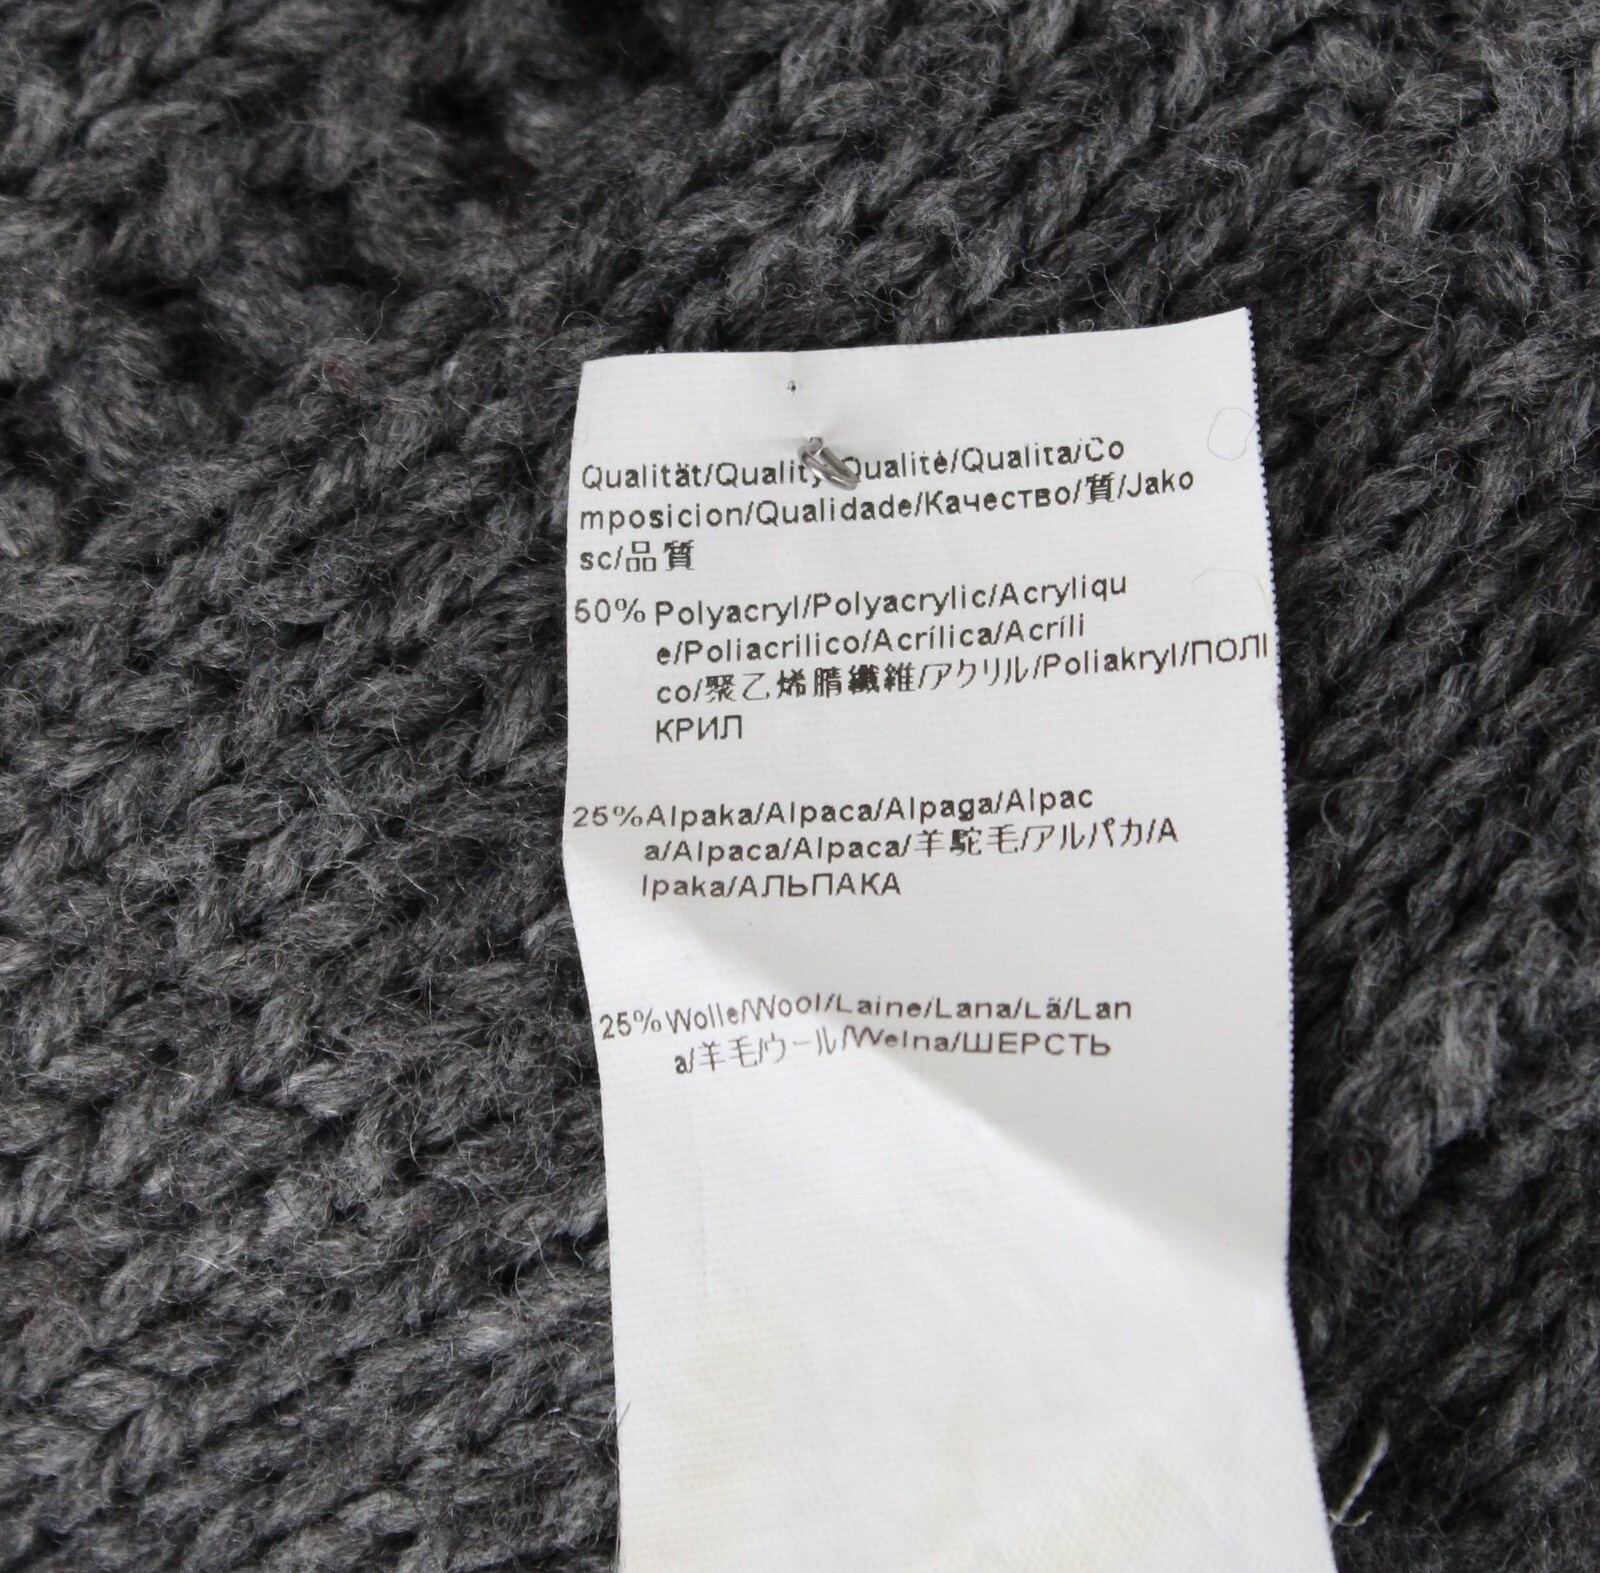 Qualität/Quality/Qualité/Qualita/Co
mposicion/Qualidade/Качество/質/Jako
sc/品質
50% Polyacryl/Polyacrylic/Acryliqu
e/Poliacrilico/Acrílica/Acríli
co/聚乙烯腈纖維/アクリル/Poliakryl/ПОЛІ
КРИЛ
25%Alpaka/Alpaca/Alpaga/Alpac
a/Alpaca/Alpaca/羊駝毛/アルパカ/A
lpaka/АЛЬПАКА
25%Wolle/Wool/Laine/Lana/Lã/Lan
a/羊毛/ウール/Welna/ШЕРСТЬ